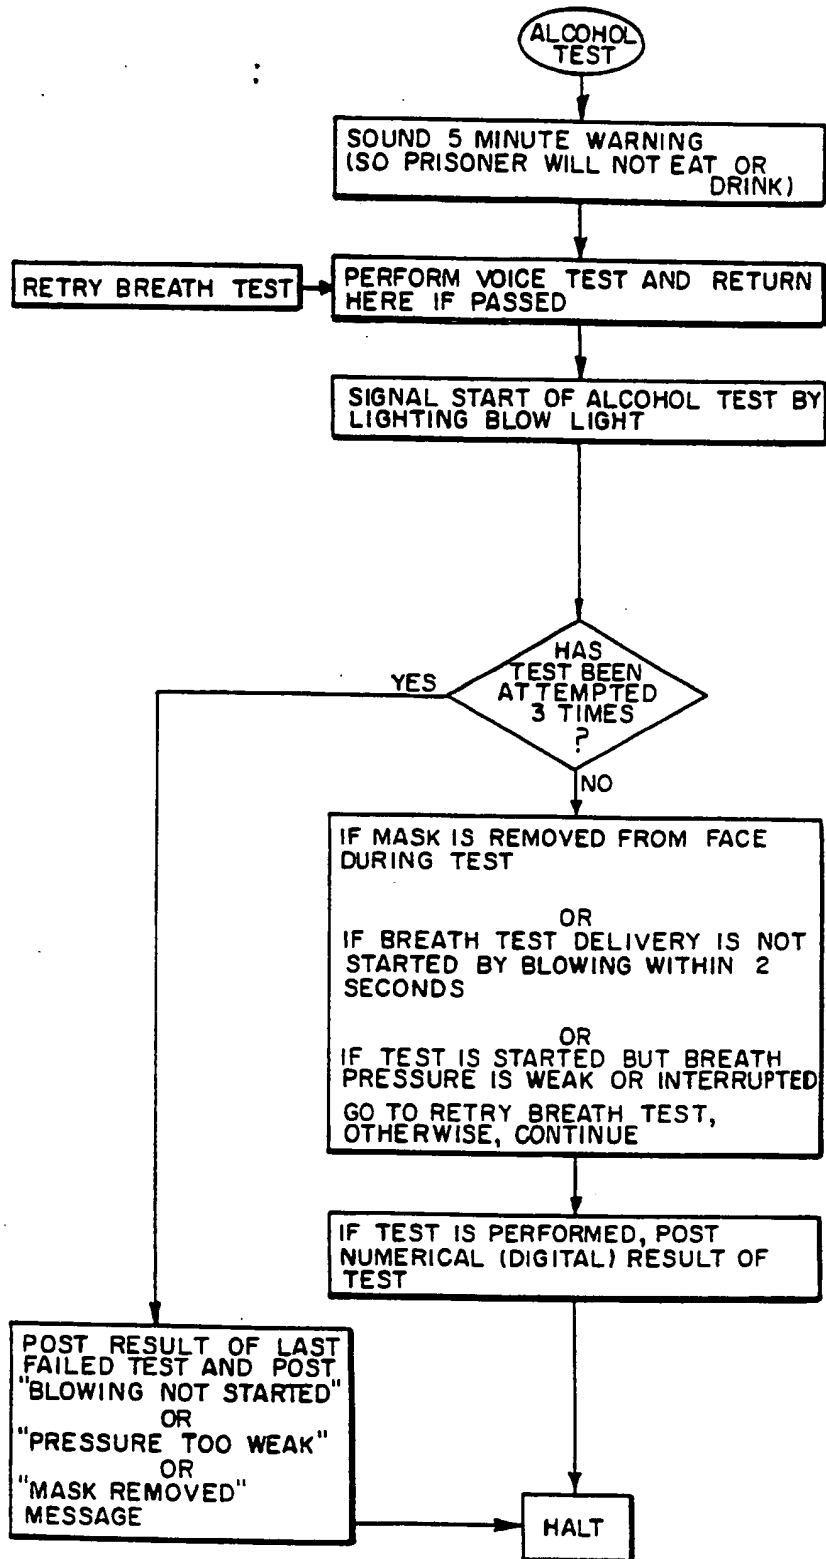 ALCOHOL
TEST
SOUND 5 MINUTE WARNING
(SO PRISONER WILL NOT EAT OR
DRINK)
RETRY BREATH TEST
PERFORM VOICE TEST AND RETURN
HERE IF PASSED
SIGNAL START OF ALCOHOL TEST BY
LIGHTING BLOW LIGHT
HAS
TEST BEEN
ATTEMPTED
3 TIMES
?
YES
NO
IF MASK IS REMOVED FROM FACE
DURING TEST
OR
IF BREATH TEST DELIVERY IS NOT
STARTED BY BLOWING WITHIN 2
SECONDS
OR
IF TEST IS STARTED BUT BREATH
PRESSURE IS WEAK OR INTERRUPTED
GO TO RETRY BREATH TEST,
OTHERWISE, CONTINUE
IF TEST IS PERFORMED, POST
NUMERICAL (DIGITAL) RESULT OF
TEST
POST RESULT OF LAST
FAILED TEST AND POST
"BLOWING NOT STARTED"
OR
"PRESSURE TOO WEAK"
OR
"MASK REMOVED"
MESSAGE
HALT